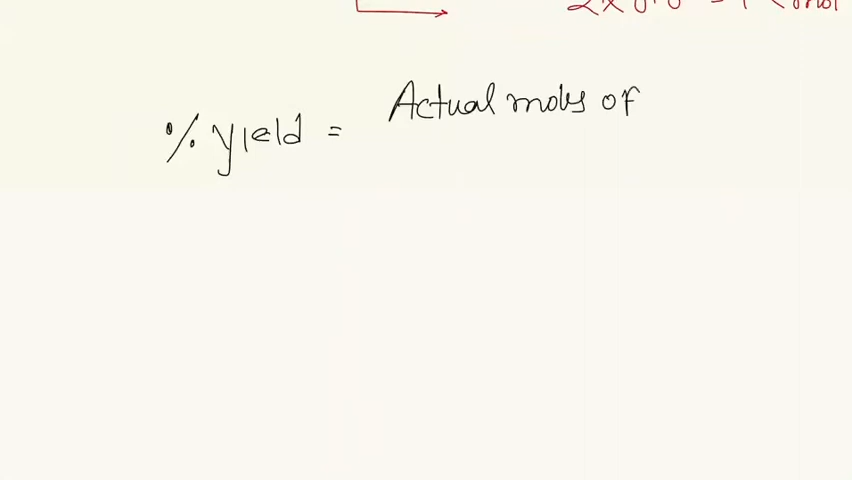 Actual moles of
% yield =